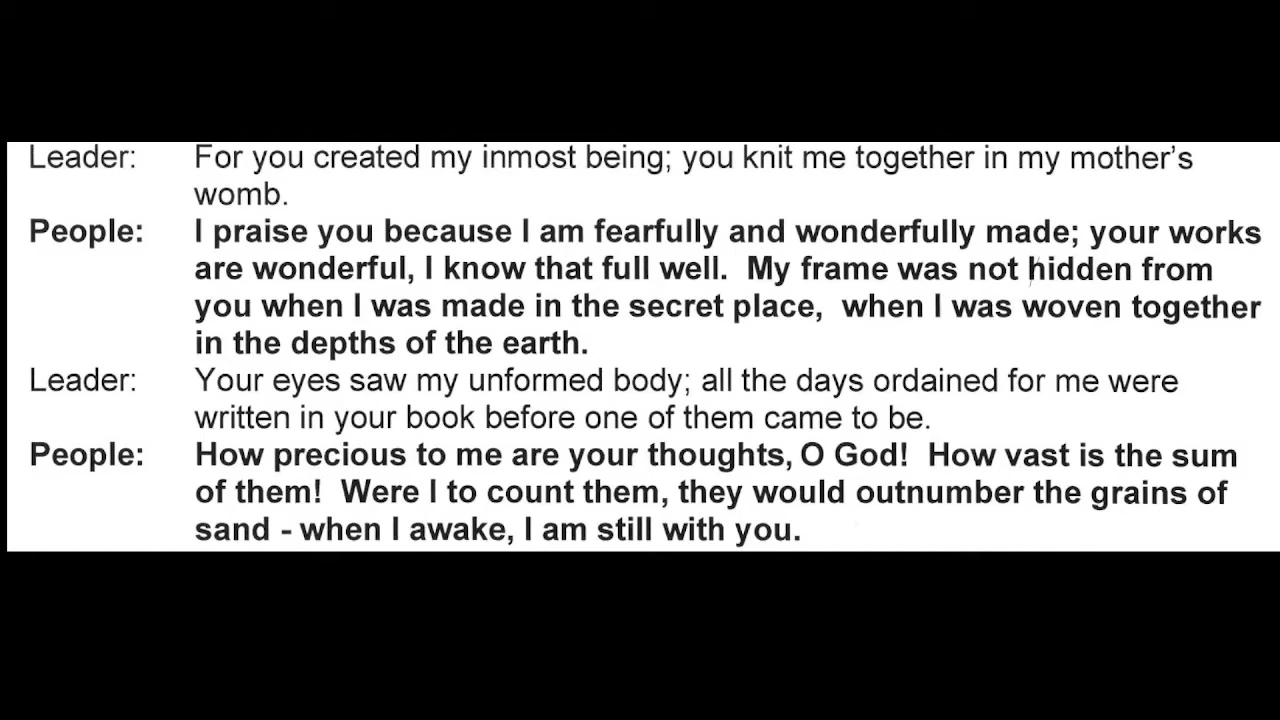 Leader: For you created my inmost being; you knit me together in my mother's
womb.
People: I praise you because I am fearfully and wonderfully made; your works
are wonderful, I know that full well. My frame was not hidden from
you when I was made in the secret place, when I was woven together
in the depths of the earth.
Leader: Your eyes saw my unformed body; all the days ordained for me were
written in your book before one of them came to be.
People: How precious to me are your thoughts, O God! How vast is the sum
of them! Were I to count them, they would outnumber the grains of
sand - when I awake, I am still with you.